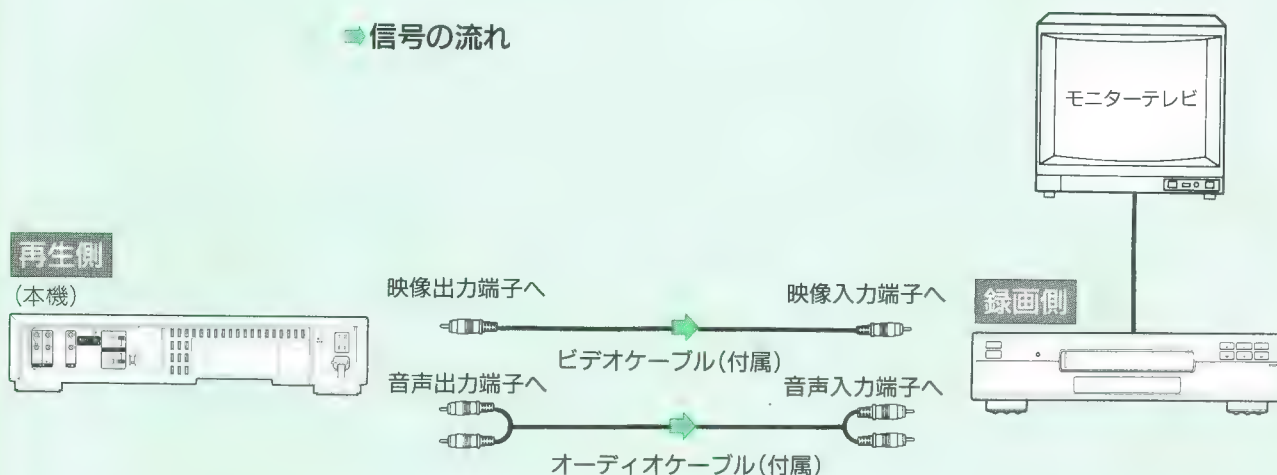 信号の流れ
モニターテレビ
再生側
(本機)
映像出力端子へ
映像入力端子へ
録画側
ビデオケーブル(付属)
音声出力端子へ
音声入力端子へ
オーディオケーブル(付属)